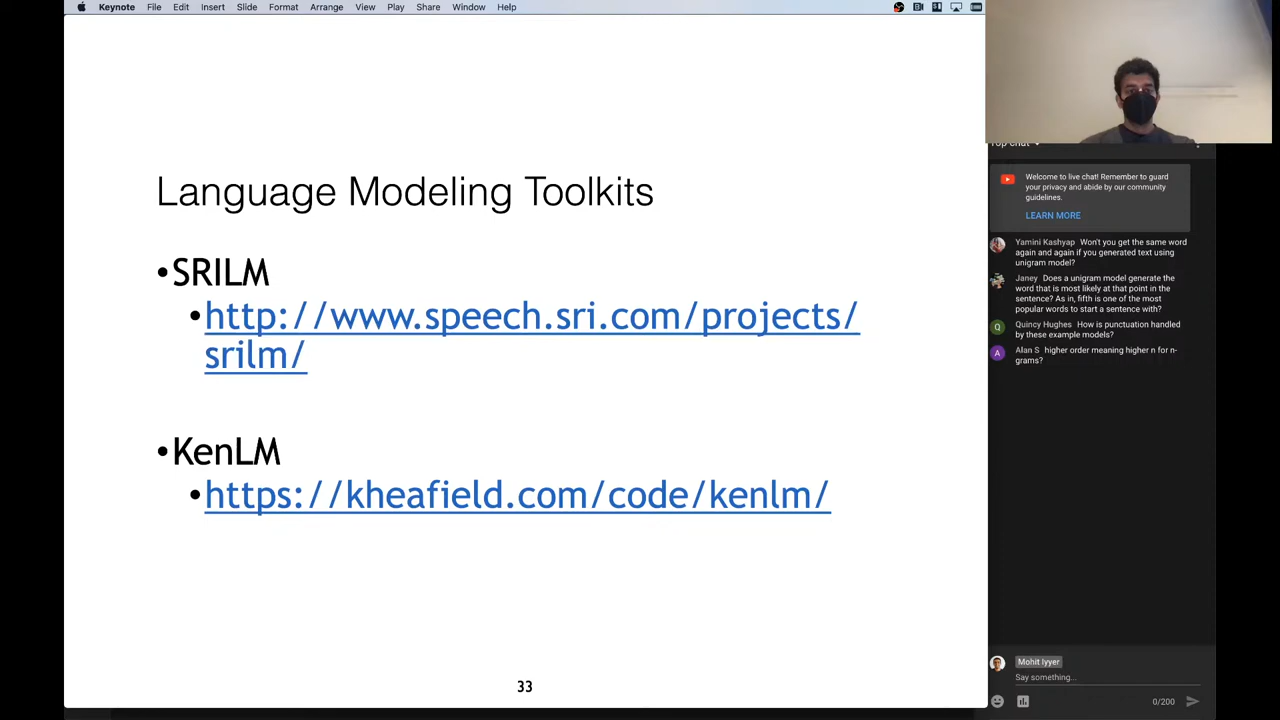 Keynote File Edit Insert Slide Format Arrange View Play Share Window Help
Language Modeling Toolkits
•SRILM
•http://www.speech.sri.com/projects/
srilm/
•KenLM
•https://kheafield.com/code/kenlm/
33
Top chat
Welcome to live chat! Remember to guard
your privacy and abide by our community
guidelines.
LEARN MORE
Yamini Kashyap Won't you get the same word
again and again if you generated text using
unigram model?
Janey Does a unigram model generate the
word that is most likely at that point in the
sentence? As in, fifth is one of the most
popular words to start a sentence with?
Q
Quincy Hughes How is punctuation handled
by these example models?
A
Alan S higher order meaning higher n for n-
grams?
Mohit Iyyer
Say something...
0/200